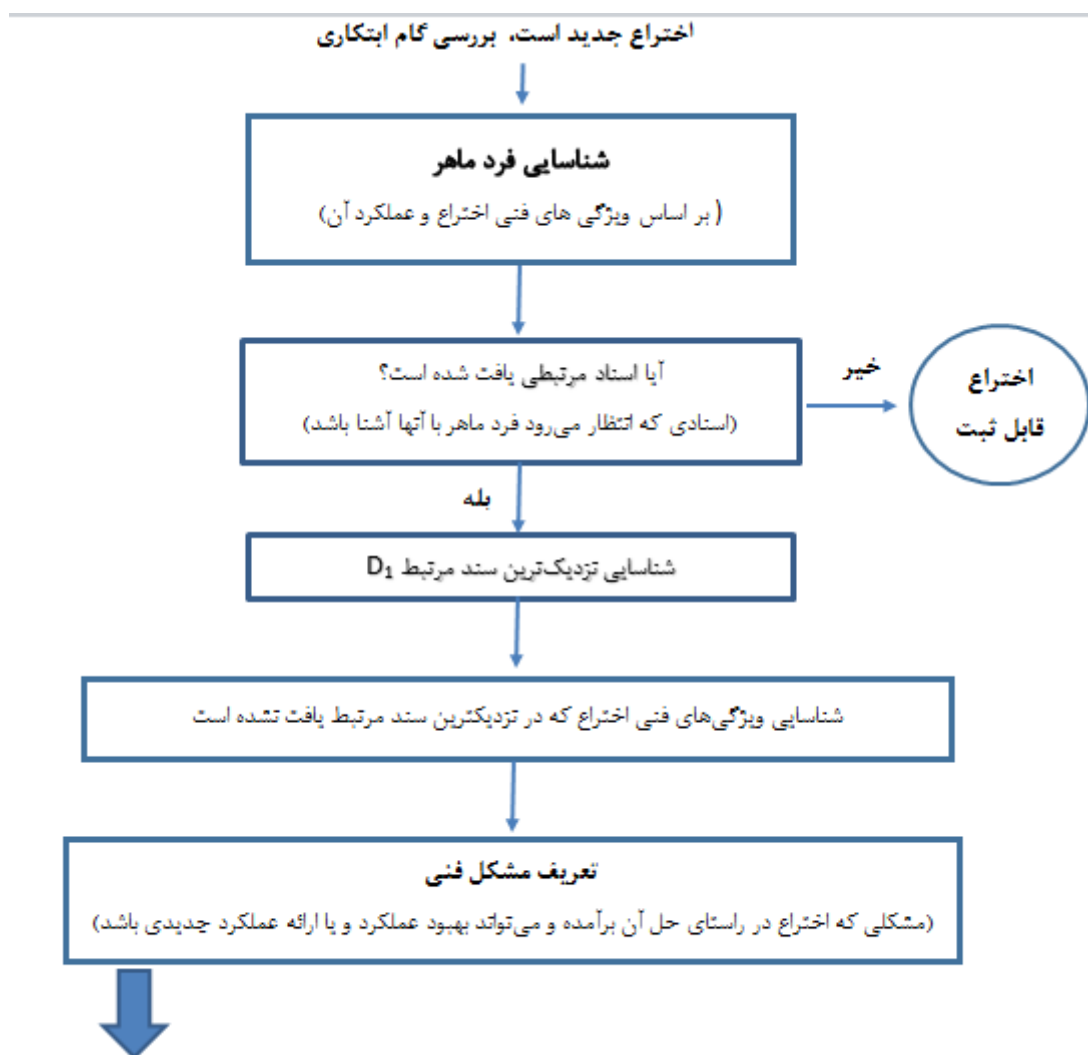 اختراع جدید است، بررسی گام ابتکاری
شناسایی فرد ماهر
(بر اساس ویژگی های فنی اختراع و عملکرد آن)
آیا اسناد مرتبطی یافت شده است؟
(اسنادی که انتظار می‌رود فرد ماهر با آنها آشنا باشد)
خیر
اختراع
قابل ثبت
بله
شناسایی نزدیک‌ترین سند مرتبط D₁
شناسایی ویژگی‌های فنی اختراع که در نزدیکترین سند مرتبط یافت نشده است
تعریف مشکل فنی
(مشکلی که اختراع در راستای حل آن برآمده و می‌تواند بهبود عملکرد و یا ارائه عملکرد جدیدی باشد)